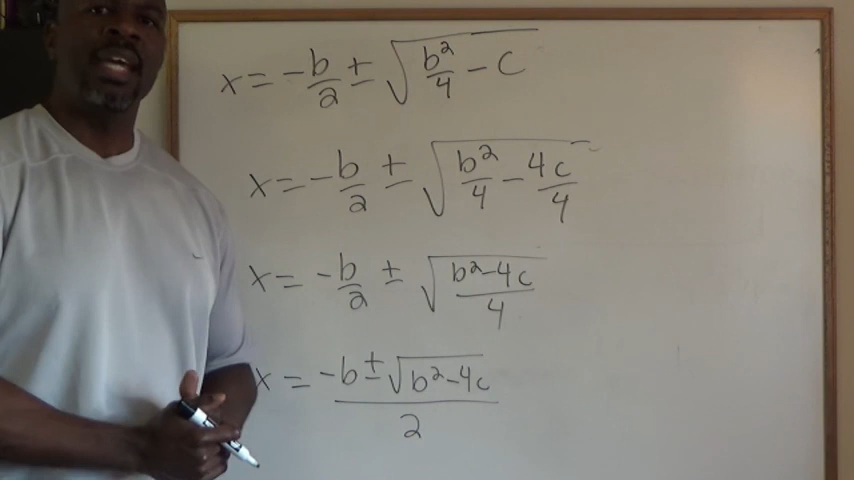 x = -b/2 ± √(b²/4 - c)
x = -b/2 ± √(b²/4 - 4c/4)
x = -b/2 ± √((b²-4c)/4)
x = (-b ± √(b²-4c))/2